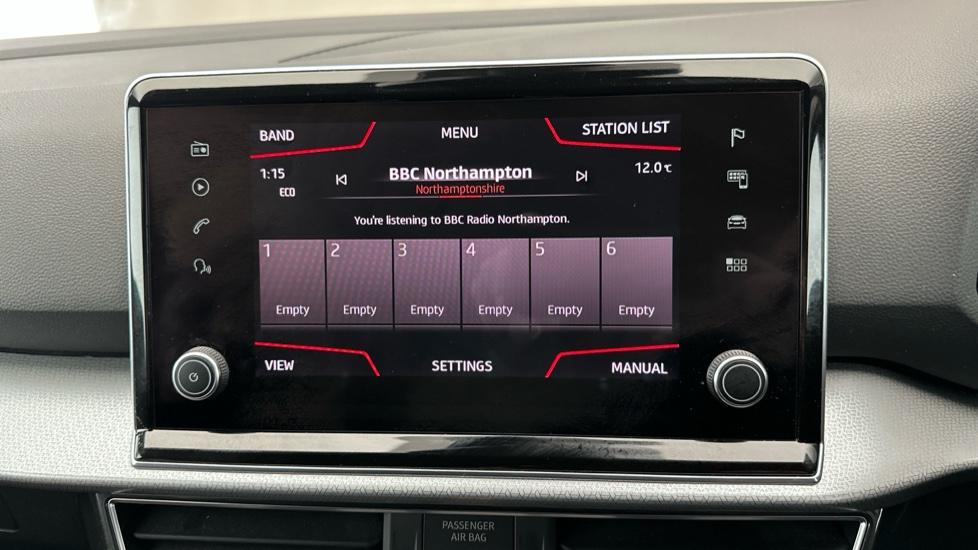 BAND MENU STATION LIST
1:15 BBC Northampton 12.0℃
ECO Northamptonshire
You're listening to BBC Radio Northampton.
1 2 3 4 5 6
Empty Empty Empty Empty Empty Empty
VIEW SETTINGS MANUAL
PASSENGER
AIR BAG